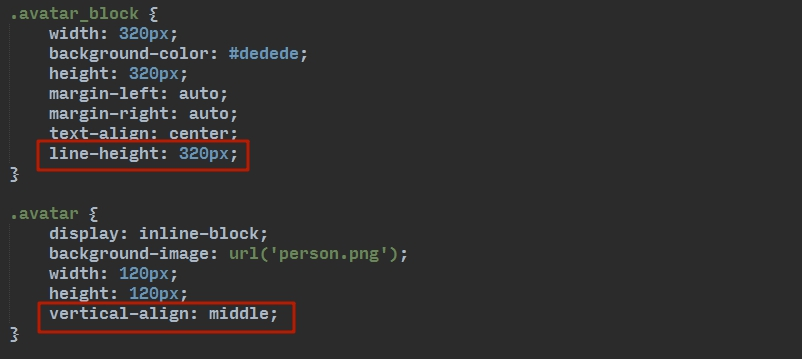 .avatar_block {
    width: 320px;
    background-color: #dedede;
    height: 320px;
    margin-left: auto;
    margin-right: auto;
    text-align: center;
    line-height: 320px;
}
.avatar {
    display: inline-block;
    background-image: url('person.png');
    width: 120px;
    height: 120px;
    vertical-align: middle;
}